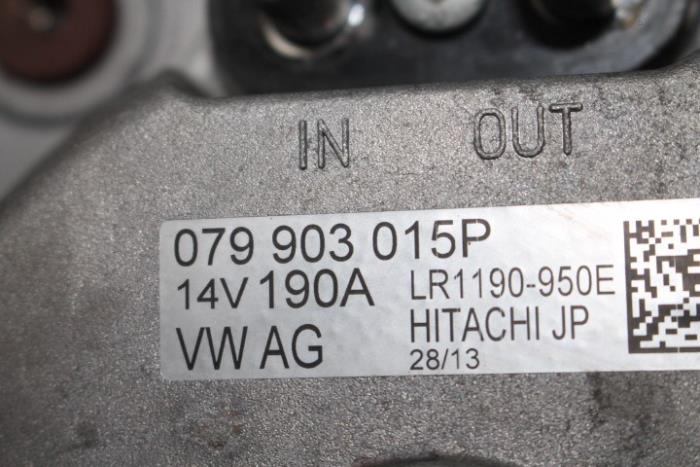 IN OUT
079 903 015P
14V 190A LR1190-950E
VW AG HITACHI JP
28/13